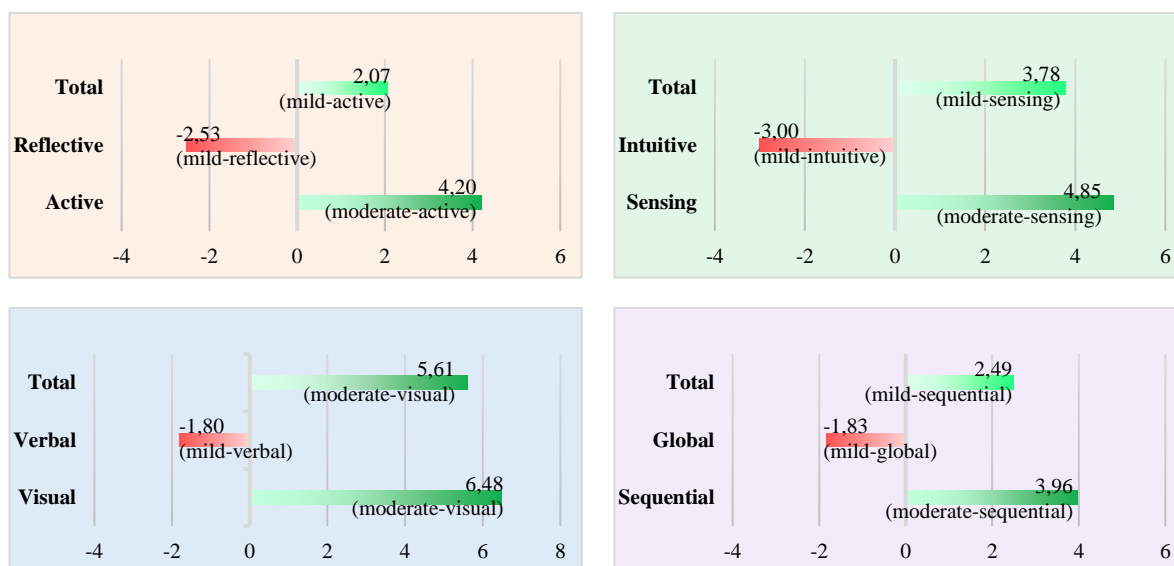 Total
2,07
(mild-active)
Reflective
-2,53
(mild-reflective)
Active
4,20
(moderate-active)
-4 -2 0 2 4 6
Total
3,78
(mild-sensing)
Intuitive
-3,00
(mild-intuitive)
Sensing
4,85
(moderate-sensing)
-4 -2 0 2 4 6
Total
5,61
(moderate-visual)
Verbal
-1,80
(mild-verbal)
Visual
6,48
(moderate-visual)
-4 -2 0 2 4 6 8
Total
2,49
(mild-sequential)
Global
-1,83
(mild-global)
Sequential
3,96
(moderate-sequential)
-4 -2 0 2 4 6